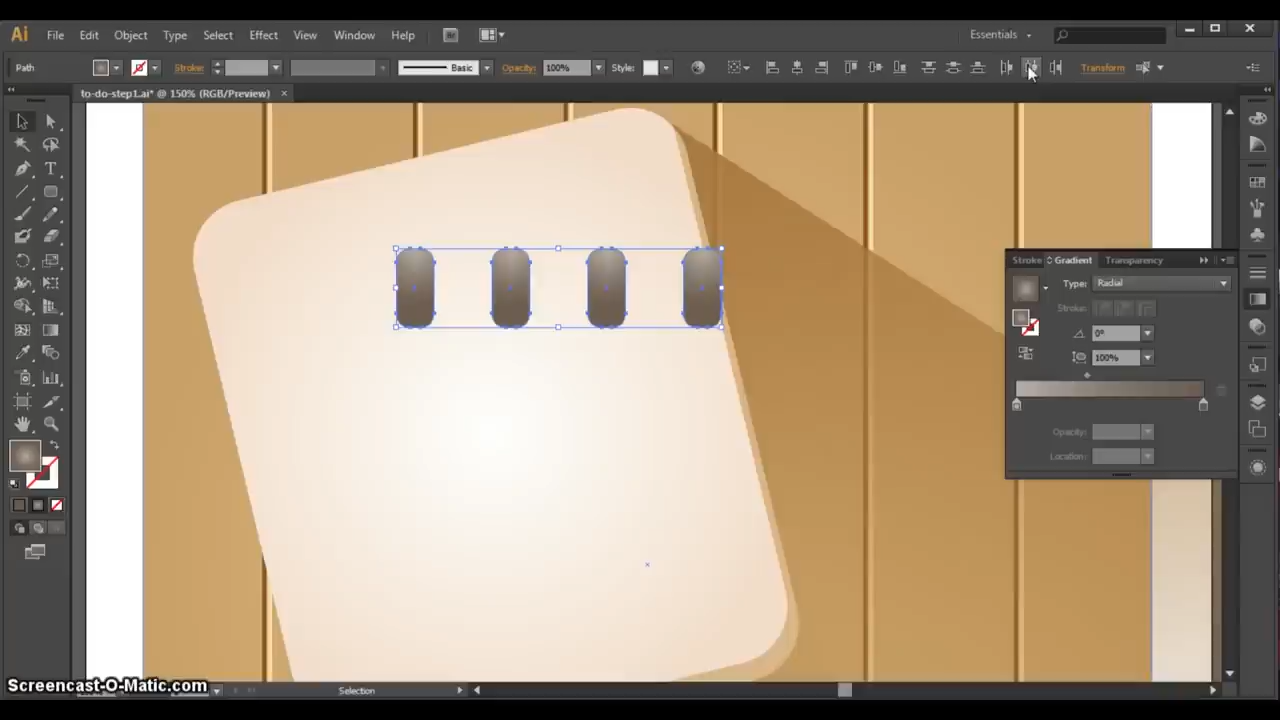 Ai File Edit Object Type Select Effect View Window Help Br Essentials
Path Stroke: Basic Opacity: 100% Style: Transform
to-do-step1.ai* @ 150% (RGB/Preview) ×
Stroke Gradient Transparency
Type: Radial
Stroke:
0°
100%
Opacity:
Location:
Screencast-O-Matic.com Selection